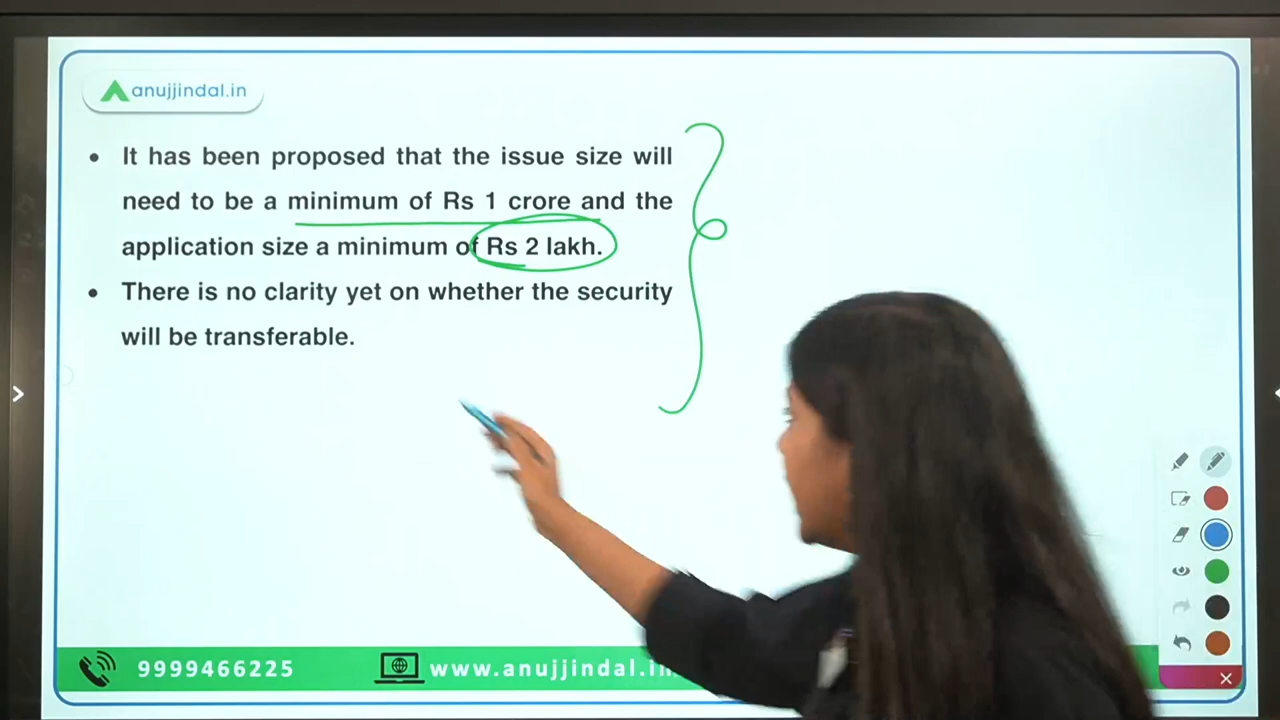 anujjindal.in
• It has been proposed that the issue size will
need to be a minimum of Rs 1 crore and the
application size a minimum of Rs 2 lakh.
• There is no clarity yet on whether the security
will be transferable.
9999466225
www.anujjindal.in